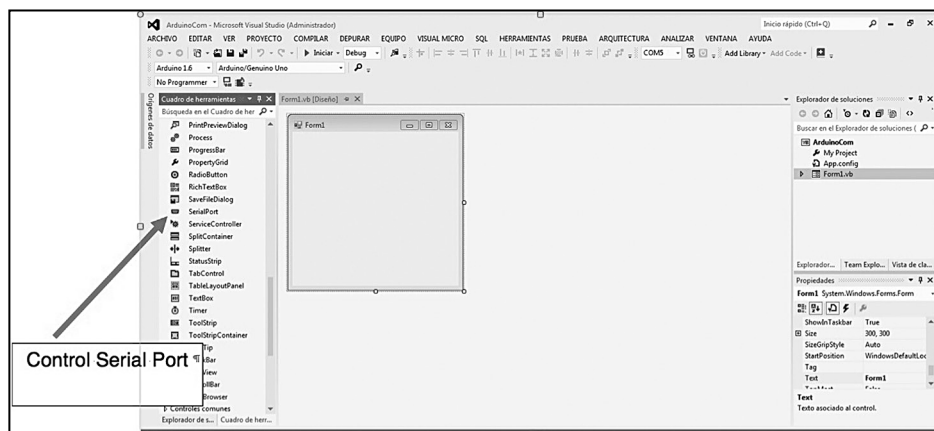 ArduinoCom - Microsoft Visual Studio (Administrador)
Inicio rápido (Ctrl+Q)
ARCHIVO EDITAR VER PROYECTO COMPILAR DEPURAR EQUIPO VISUAL MICRO SQL HERRAMIENTAS PRUEBA ARQUITECTURA ANALIZAR VENTANA AYUDA
Iniciar Debug COM5 Add Library Add Code
Arduino 1.6 Arduino/Genuino Uno
No Programmer
Orígenes de datos
Cuadro de herramientas
Búsqueda en el Cuadro de her
PrintPreviewDialog
Process
ProgressBar
PropertyGrid
RadioButton
RichTextBox
SaveFileDialog
SerialPort
ServiceController
SplitContainer
Splitter
StatusStrip
TabControl
TableLayoutPanel
TextBox
Timer
ToolStrip
ToolStripContainer
Tip
Bar
View
ollBar
Browser
Controles comunes
Explorador de s... Cuadro de herr...
Control Serial Port ¶
Form1.vb [Diseño]
Form1
Explorador de soluciones
Buscar en el Explorador de soluciones (
ArduinoCom
My Project
App.config
Form1.vb
Explorador... Team Explo... Vista de cla...
Propiedades
Form1 System.Windows.Forms.Form
ShowInTaskbar True
Size 300, 300
SizeGripStyle Auto
StartPosition WindowsDefaultLoc
Tag
Text Form1
Text
Texto asociado al control.